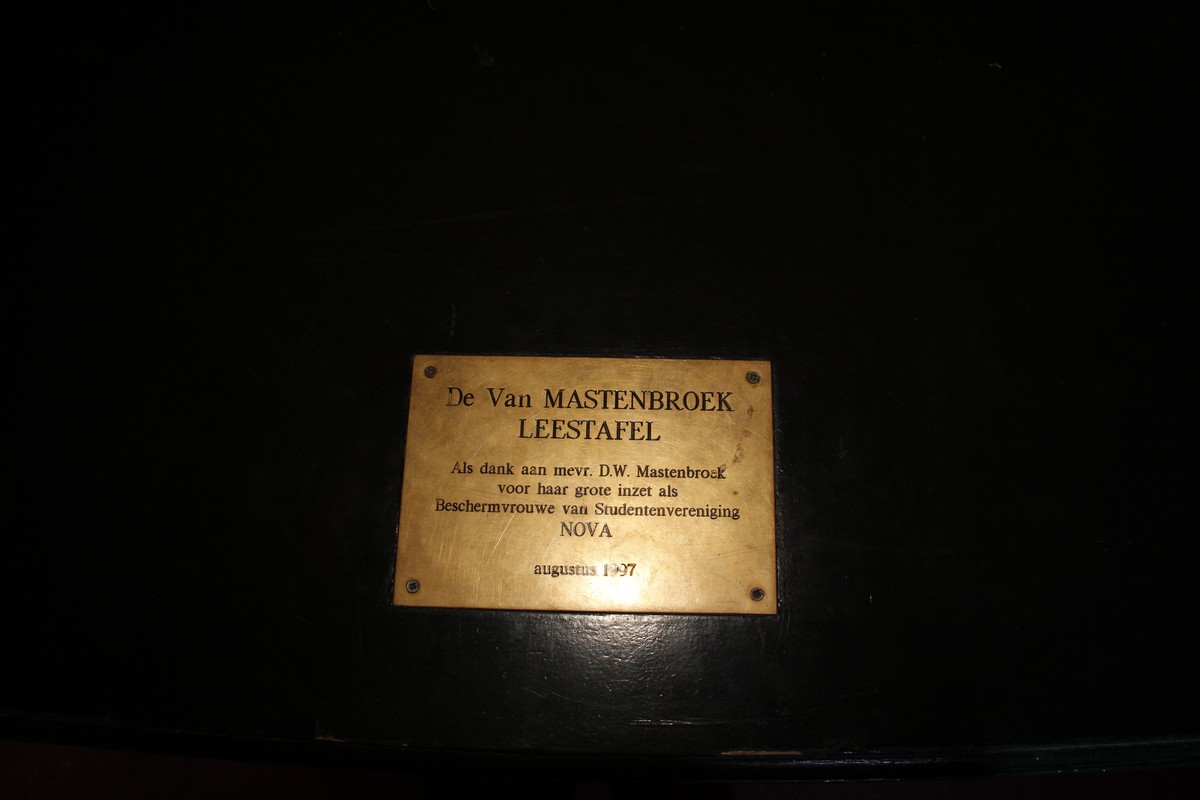 De Van MASTENBROEK
LEESTAFEL
Als dank aan mevr. D.W. Mastenbroek
voor haar grote inzet als
Beschermvrouwe van Studentenvereniging
NOVA
augustus 1997